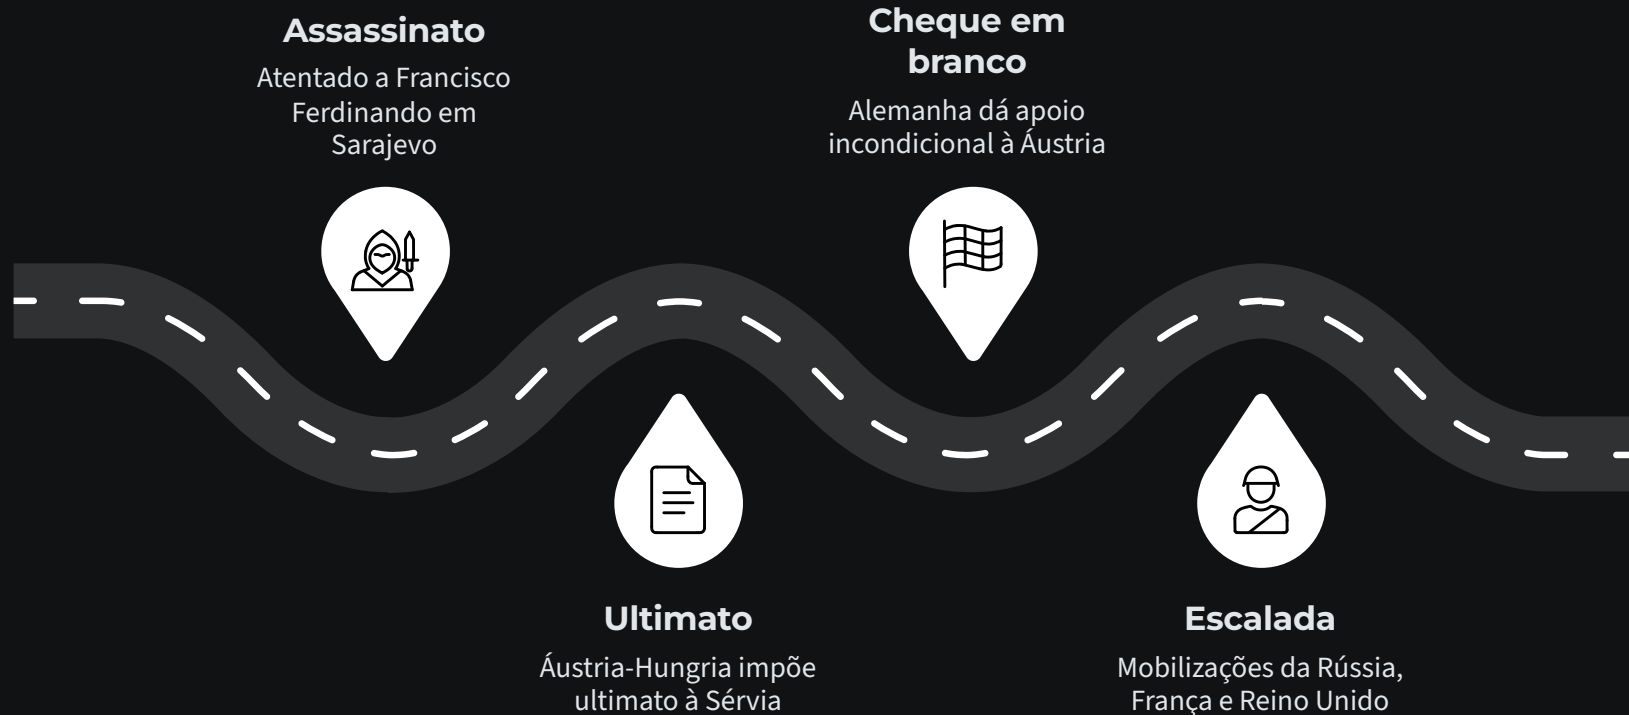 Assassinato
Atentado a Francisco
Ferdinando em
Sarajevo
Ultimato
Áustria-Hungria impõe
ultimato à Sérvia
Cheque em
branco
Alemanha dá apoio
incondicional à Áustria
Escalada
Mobilizações da Rússia,
França e Reino Unido